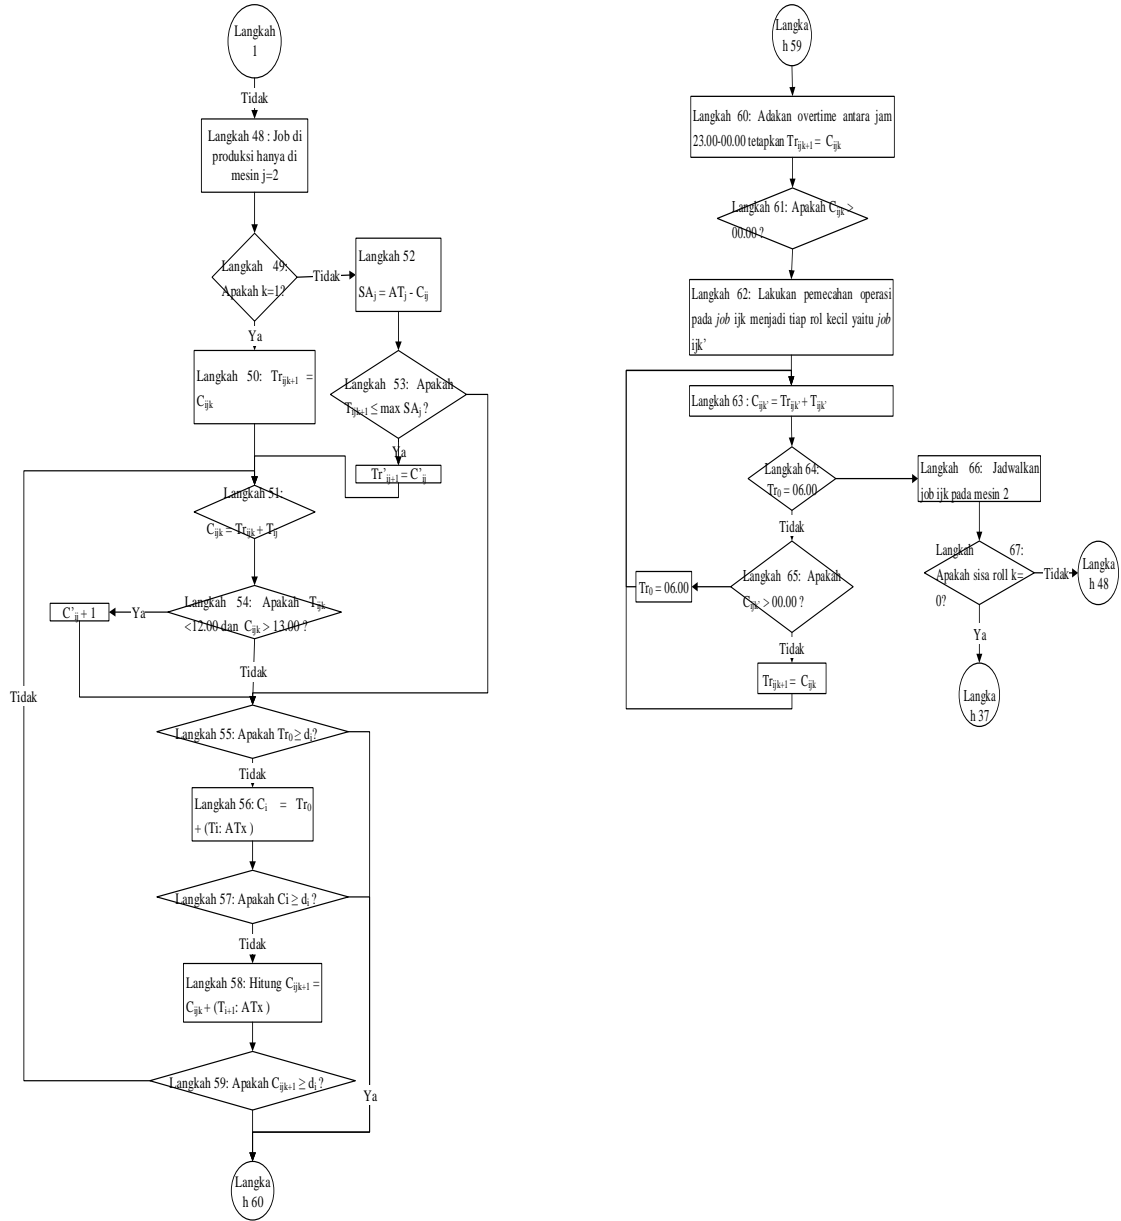 Langkah
1
Tidak
Langkah 48 : Job di
produksi hanya di
mesin j=2
Langkah 49:
Apakah k=1?
Tidak
Langkah 52
SAj = ATj - Cij
Ya
Langkah 50: Trijk+1 =
Cijk
Langkah 53: Apakah
Tijk+1 ≤ max SAj ?
Ya
Tr'ij+1 = C'ij
Langkah 51:
Cijk = Trijk + Tij
Langkah 54: Apakah Tijk
<12.00 dan Cijk > 13.00 ?
Ya
C'ij + 1
Tidak
Tidak
Langkah 55: Apakah Tr0 ≥ di?
Tidak
Langkah 56: Ci = Tr0
+ (Ti: ATx )
Langkah 57: Apakah Ci ≥ di ?
Tidak
Langkah 58: Hitung Cijk+1 =
Cijk + (Ti+1: ATx )
Langkah 59: Apakah Cijk+1 ≥ di ?
Ya
Langka
h 60
Langka
h 59
Langkah 60: Adakan overtime antara jam
23.00-00.00 tetapkan Trijk+1 = Cijk
Langkah 61: Apakah Cijk >
00.00 ?
Langkah 62: Lakukan pemecahan operasi
pada job ijk menjadi tiap rol kecil yaitu job
ijk'
Langkah 63 : Cijk' = Trijk' + Tijk'
Langkah 64:
Tr0 = 06.00
Langkah 66: Jadwalkan
job ijk pada mesin 2
Tidak
Langkah 65: Apakah
Cijk' > 00.00 ?
Tr0 = 06.00
Tidak
Trijk+1 = Cijk
Langkah 67:
Apakah sisa roll k=
0?
Tidak
Langka
h 48
Ya
Langka
h 37